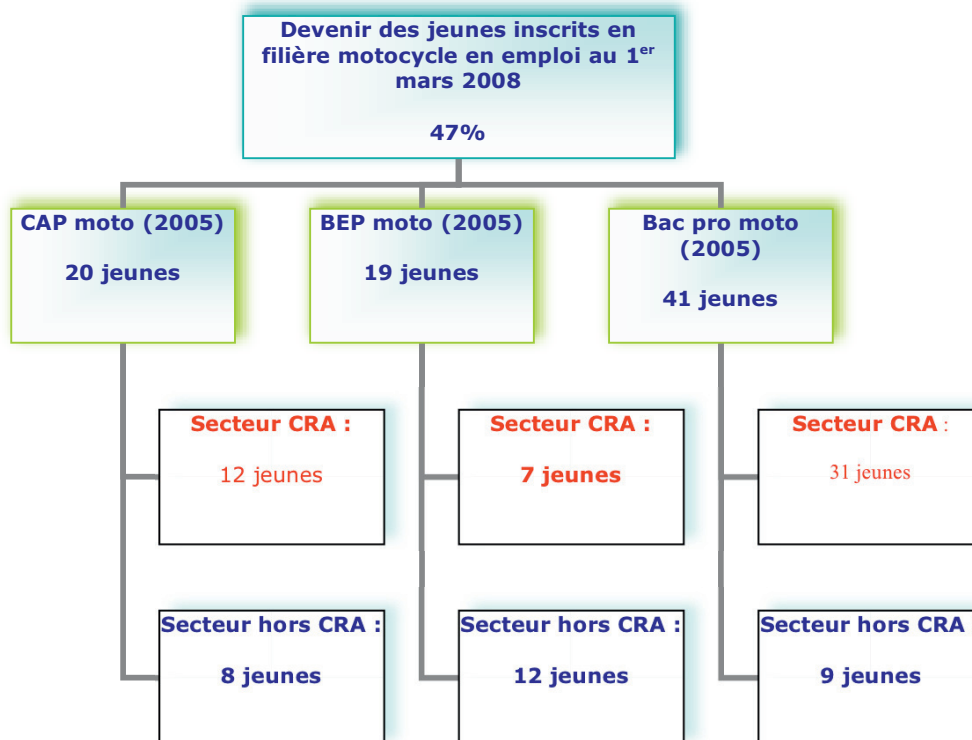 Devenir des jeunes inscrits en
filière motocycle en emploi au 1er
mars 2008
47%
CAP moto (2005)
20 jeunes
BEP moto (2005)
19 jeunes
Bac pro moto
(2005)
41 jeunes
Secteur CRA :
12 jeunes
Secteur CRA :
7 jeunes
Secteur CRA :
31 jeunes
Secteur hors CRA :
8 jeunes
Secteur hors CRA :
12 jeunes
Secteur hors CRA
9 jeunes